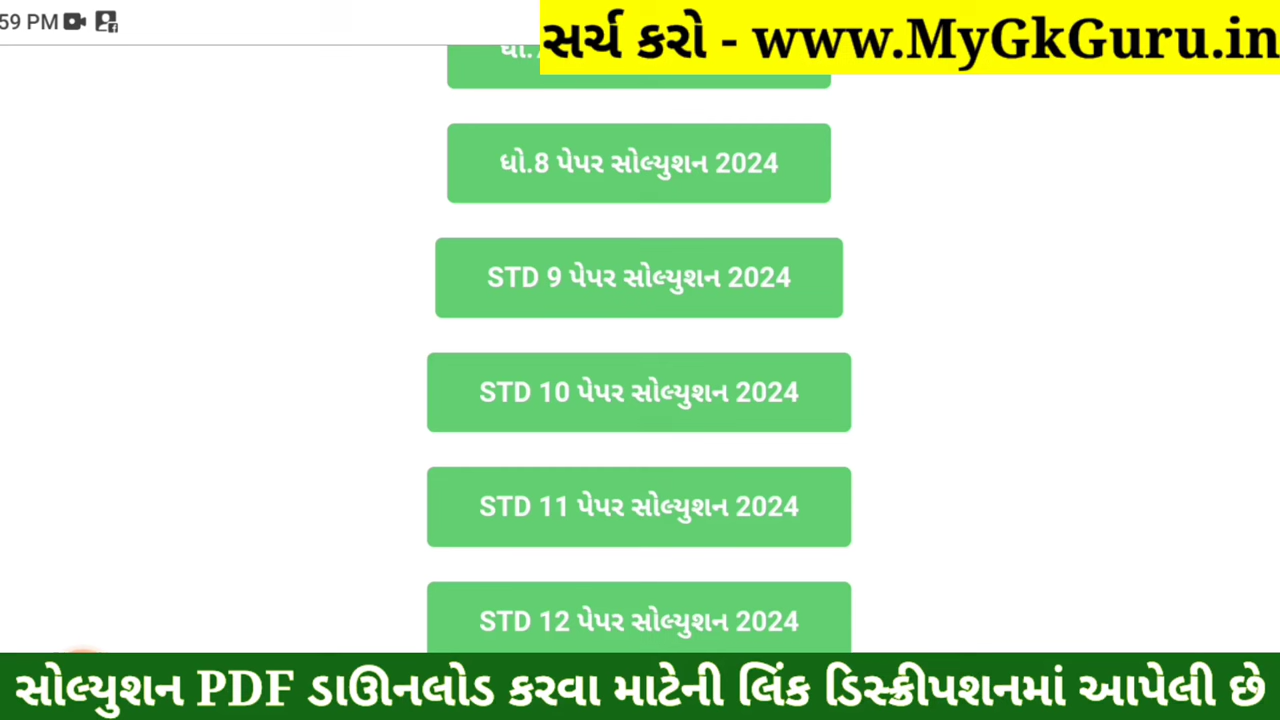 59 PM
સર્ચ કરો - www.MyGkGuru.in
ધો.8 પેપર સોલ્યુશન 2024
STD 9 પેપર સોલ્યુશન 2024
STD 10 પેપર સોલ્યુશન 2024
STD 11 પેપર સોલ્યુશન 2024
STD 12 પેપર સોલ્યુશન 2024
સોલ્યુશન PDF ડાઊનલોડ કરવા માટેની લિંક ડિસ્ક્રીપશનમાં આપેલી છે